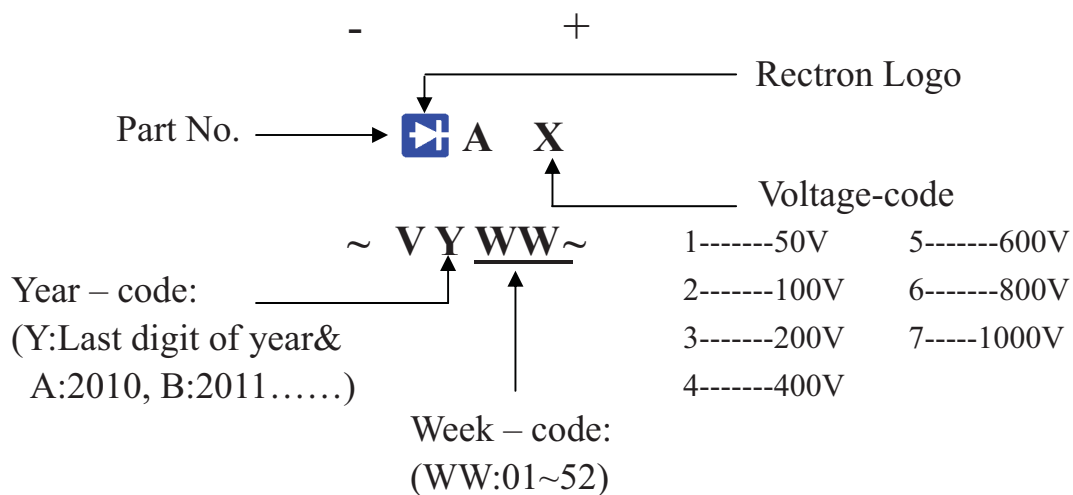 - +
Rectron Logo
Part No.
A X
Voltage-code
~ V Y WW~
1-------50V 5-------600V
2-------100V 6-------800V
3-------200V 7-----1000V
4-------400V
Year – code:
(Y:Last digit of year&
A:2010, B:2011……)
Week – code:
(WW:01~52)